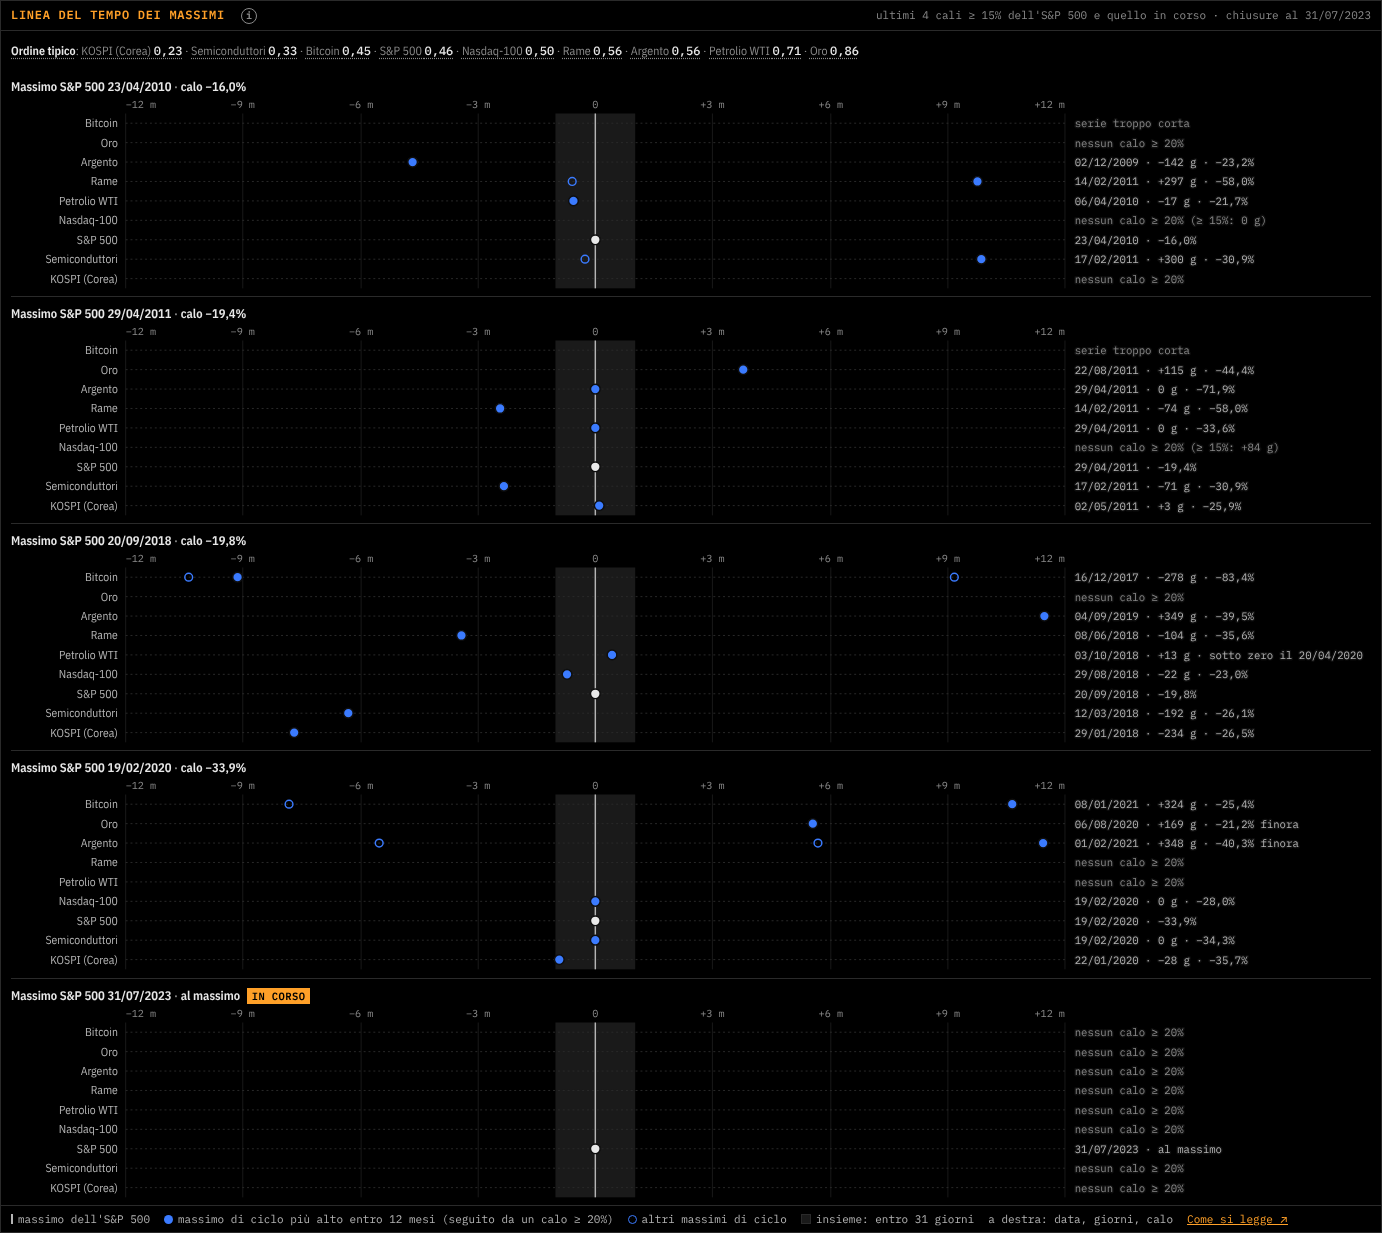 LINEA DEL TEMPO DEI MASSIMI i ultimi 4 cali ≥ 15% dell'S&P 500 e quello in corso · chiusure al 31/07/2023
Ordine tipico: KOSPI (Corea) 0,23 · Semiconduttori 0,33 · Bitcoin 0,45 · S&P 500 0,46 · Nasdaq-100 0,50 · Rame 0,56 · Argento 0,56 · Petrolio WTI 0,71 · Oro 0,86
Massimo S&P 500 23/04/2010 · calo −16,0%
−12 m −9 m −6 m −3 m 0 +3 m +6 m +9 m +12 m
Bitcoin serie troppo corta
Oro nessun calo ≥ 20%
Argento 02/12/2009 · −142 g · −23,2%
Rame 14/02/2011 · +297 g · −58,0%
Petrolio WTI 06/04/2010 · −17 g · −21,7%
Nasdaq-100 nessun calo ≥ 20% (≥ 15%: 0 g)
S&P 500 23/04/2010 · −16,0%
Semiconduttori 17/02/2011 · +300 g · −30,9%
KOSPI (Corea) nessun calo ≥ 20%
Massimo S&P 500 29/04/2011 · calo −19,4%
−12 m −9 m −6 m −3 m 0 +3 m +6 m +9 m +12 m
Bitcoin serie troppo corta
Oro 22/08/2011 · +115 g · −44,4%
Argento 29/04/2011 · 0 g · −71,9%
Rame 14/02/2011 · −74 g · −58,0%
Petrolio WTI 29/04/2011 · 0 g · −33,6%
Nasdaq-100 nessun calo ≥ 20% (≥ 15%: +84 g)
S&P 500 29/04/2011 · −19,4%
Semiconduttori 17/02/2011 · −71 g · −30,9%
KOSPI (Corea) 02/05/2011 · +3 g · −25,9%
Massimo S&P 500 20/09/2018 · calo −19,8%
−12 m −9 m −6 m −3 m 0 +3 m +6 m +9 m +12 m
Bitcoin 16/12/2017 · −278 g · −83,4%
Oro nessun calo ≥ 20%
Argento 04/09/2019 · +349 g · −39,5%
Rame 08/06/2018 · −104 g · −35,6%
Petrolio WTI 03/10/2018 · +13 g · sotto zero il 20/04/2020
Nasdaq-100 29/08/2018 · −22 g · −23,0%
S&P 500 20/09/2018 · −19,8%
Semiconduttori 12/03/2018 · −192 g · −26,1%
KOSPI (Corea) 29/01/2018 · −234 g · −26,5%
Massimo S&P 500 19/02/2020 · calo −33,9%
−12 m −9 m −6 m −3 m 0 +3 m +6 m +9 m +12 m
Bitcoin 08/01/2021 · +324 g · −25,4%
Oro 06/08/2020 · +169 g · −21,2% finora
Argento 01/02/2021 · +348 g · −40,3% finora
Rame nessun calo ≥ 20%
Petrolio WTI nessun calo ≥ 20%
Nasdaq-100 19/02/2020 · 0 g · −28,0%
S&P 500 19/02/2020 · −33,9%
Semiconduttori 19/02/2020 · 0 g · −34,3%
KOSPI (Corea) 22/01/2020 · −28 g · −35,7%
Massimo S&P 500 31/07/2023 · al massimo IN CORSO
−12 m −9 m −6 m −3 m 0 +3 m +6 m +9 m +12 m
Bitcoin nessun calo ≥ 20%
Oro nessun calo ≥ 20%
Argento nessun calo ≥ 20%
Rame nessun calo ≥ 20%
Petrolio WTI nessun calo ≥ 20%
Nasdaq-100 nessun calo ≥ 20%
S&P 500 31/07/2023 · al massimo
Semiconduttori nessun calo ≥ 20%
KOSPI (Corea) nessun calo ≥ 20%
massimo dell'S&P 500 massimo di ciclo più alto entro 12 mesi (seguito da un calo ≥ 20%) altri massimi di ciclo insieme: entro 31 giorni a destra: data, giorni, calo Come si legge ↗